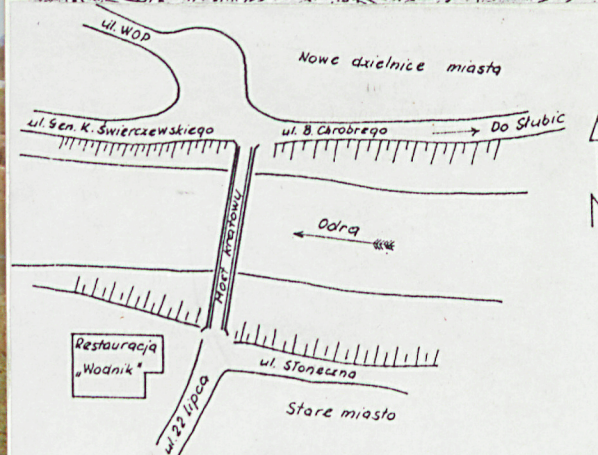 ul. WOP
Nowe dzielnice miasta
ul. Gen. K. Świerczewskiego
ul. B. Chrobrego
Do Słubic
Odra
Most kratowy
Restauracja
„Wodnik"
ul. Słoneczna
ul. 22 Lipca
Stare miasto